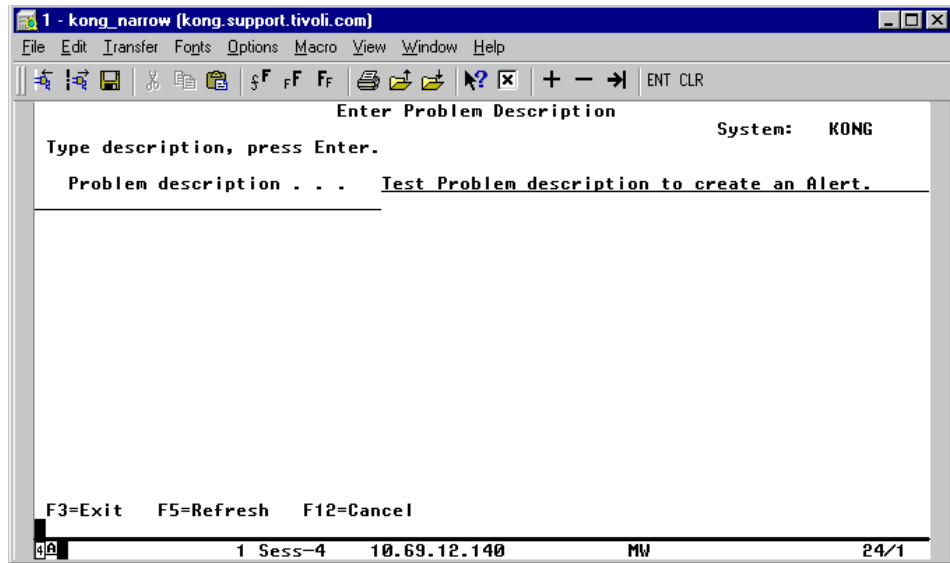 1 - kong_narrow (kong.support.tivoli.com)
File Edit Transfer Fonts Options Macro View Window Help
ENT CLR
Enter Problem Description
System: KONG
Type description, press Enter.
Problem description . . . Test Problem description to create an Alert.
F3=Exit F5=Refresh F12=Cancel
1 Sess-4 10.69.12.140 MW 24/1